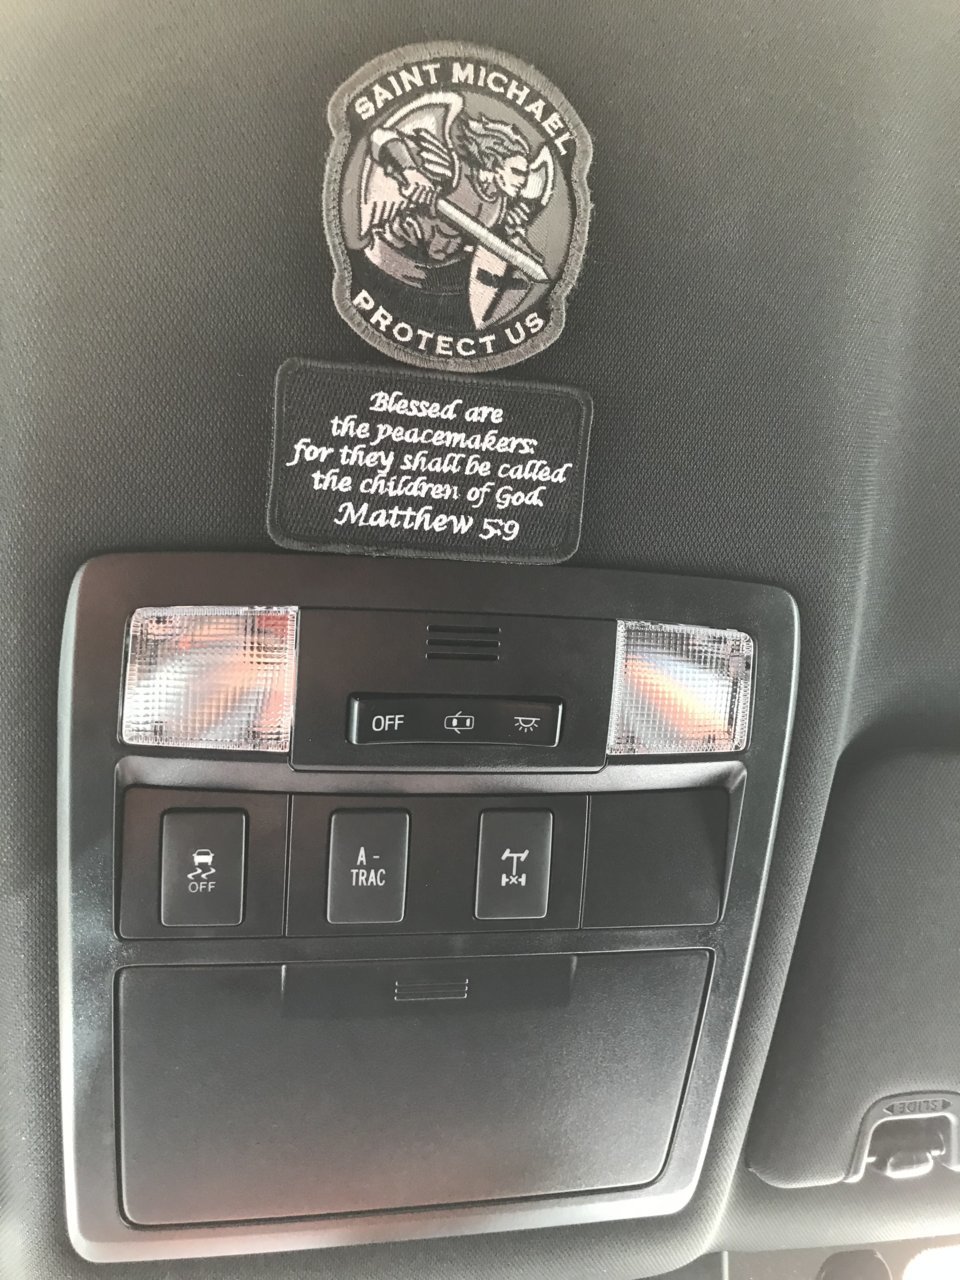 SAINT MICHAEL
PROTECT US
Blessed are
the peacemakers:
for they shall be called
the children of God.
Matthew 5:9
OFF
OFF
A-
TRAC
SLIDE